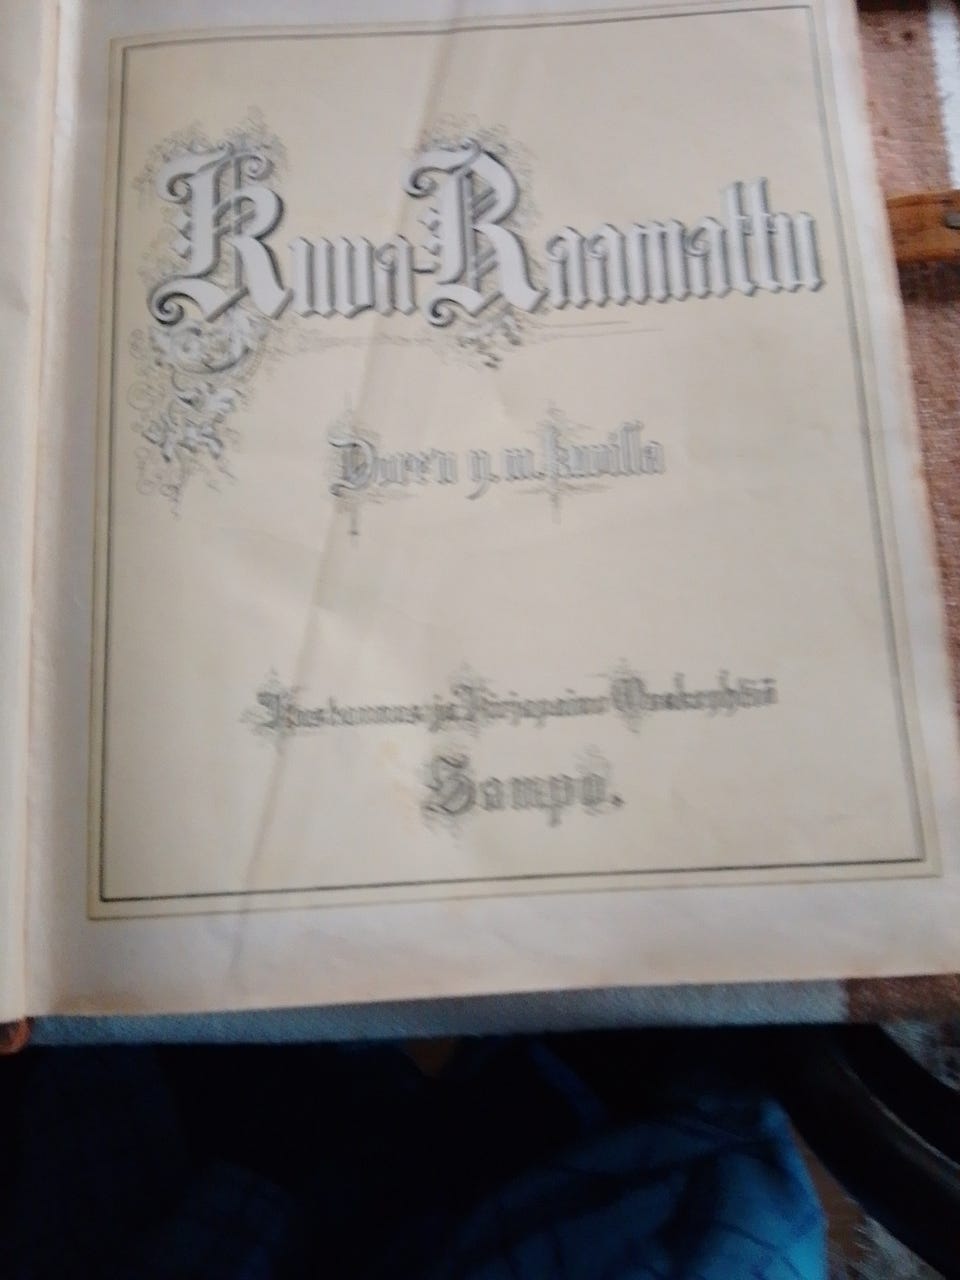 Kuva-Raamattu
Dore'n y. m. kuvilla
Kustannus- ja Kirjapaino Osakeyhtiö
Sampo.